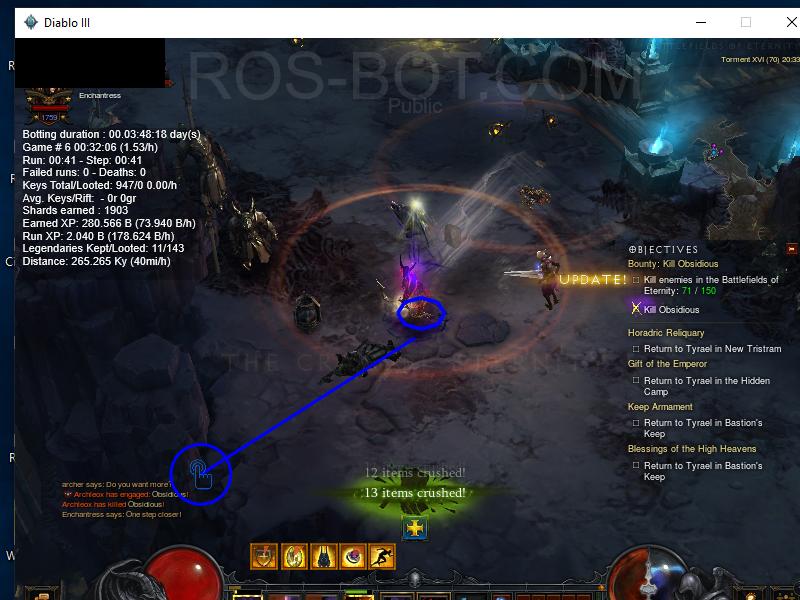 Diablo III
TLEFIELDS OF ETERNITY
ROS-BOT.COM
Public
Torment XVI (70) 20:33
Enchantress
1759
Botting duration : 00.03:48:18 day(s)
Game # 6 00:32:06 (1.53/h)
Run: 00:41 - Step: 00:41
Failed runs: 0 - Deaths: 0
Keys Total/Looted: 947/0 0.00/h
Avg. Keys/Rift:  - 0r 0gr
Shards earned : 1903
Earned XP: 280.566 B (73.940 B/h)
Run XP: 2.040 B (178.624 B/h)
Legendaries Kept/Looted: 11/143
Distance: 265.265 Ky (40mi/h)
OBJECTIVES
Bounty: Kill Obsidious
UPDATE!
Kill enemies in the Battlefields of
Eternity: 71 / 150
Kill Obsidious
Horadric Reliquary
Return to Tyrael in New Tristram
Gift of the Emperor
Return to Tyrael in the Hidden
Camp
Keep Armament
Return to Tyrael in Bastion's
Keep
Blessings of the High Heavens
Return to Tyrael in Bastion's
Keep
12 items crushed!
13 items crushed!
archer says: Do you want more?
Archleox has engaged: Obsidious!
Archleox has killed Obsidious!
Enchantress says: One step closer!